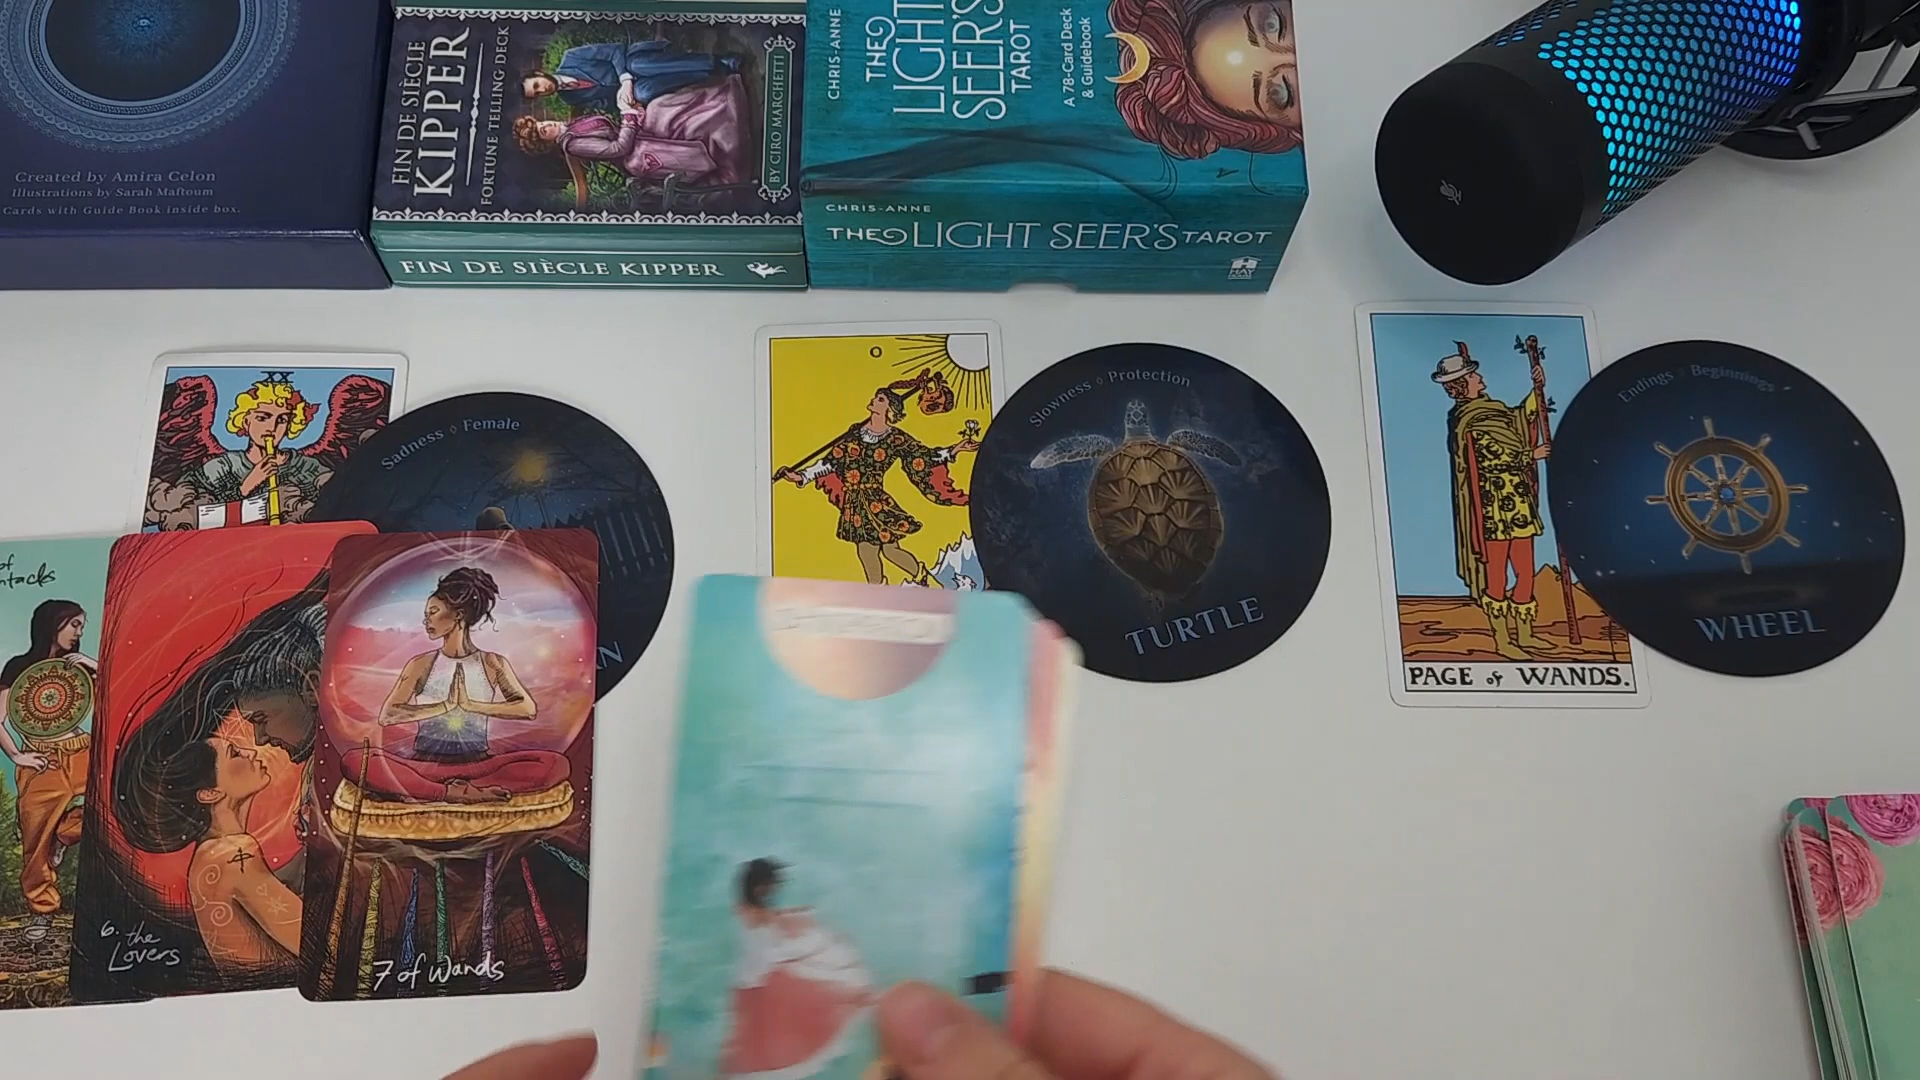 Created by Amira Celon
Illustrations by Sarah Maftoum
Cards with Guide Book inside box.
FIN DE SIÈCLE
KIPPER
FORTUNE TELLING DECK
BY CIRO MARCHETTI
FIN DE SIÈCLE KIPPER
CHRIS-ANNE
THE
LIGHT
SEER'S
TAROT
A 78-Card Deck
& Guidebook
CHRIS-ANNE
THE LIGHT SEER'S TAROT
HAY
HOUSE
XX
Sadness ◊ Female
0
Slowness ◊ Protection
TURTLE
PAGE of WANDS.
Endings ◊ Beginnings
WHEEL
of
6. the
Lovers
7 of Wands